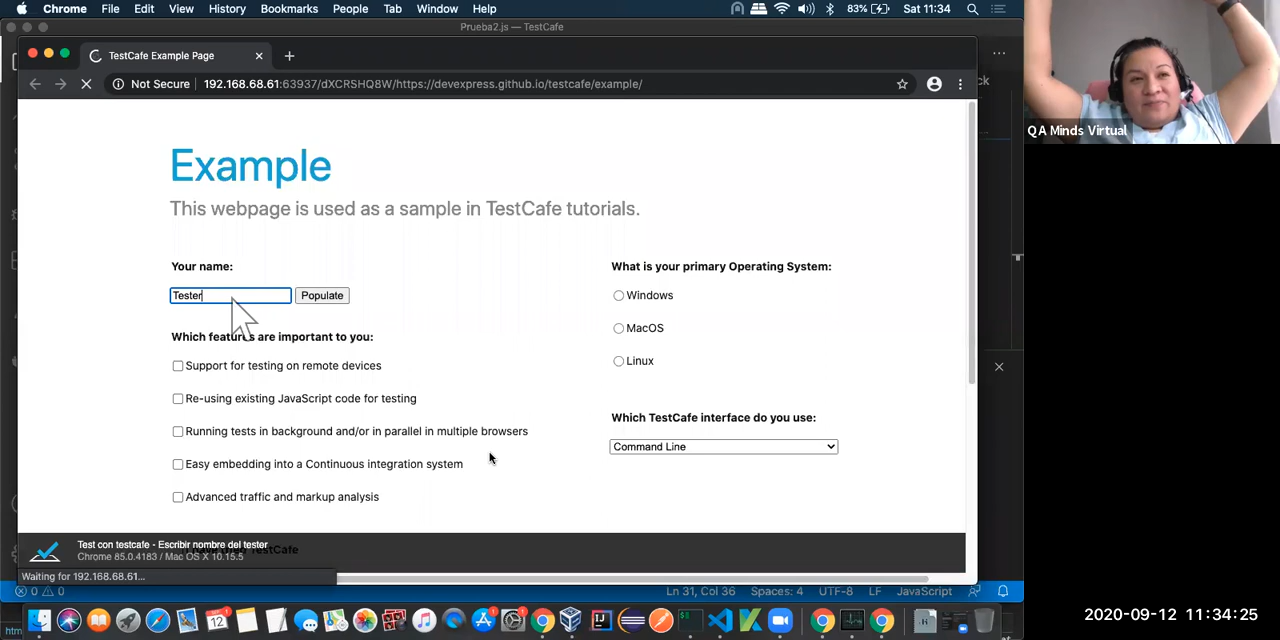 Chrome File Edit View History Bookmarks People Tab Window Help 83% Sat 11:34
Prueba2.js — TestCafe
TestCafe Example Page
Not Secure 192.168.68.61:63937/dXCRSHQ8W/https://devexpress.github.io/testcafe/example/
QA Minds Virtual
Example
This webpage is used as a sample in TestCafe tutorials.
Your name:
Tester Populate
Which features are important to you:
Support for testing on remote devices
Re-using existing JavaScript code for testing
Running tests in background and/or in parallel in multiple browsers
Easy embedding into a Continuous integration system
Advanced traffic and markup analysis
What is your primary Operating System:
Windows
MacOS
Linux
Which TestCafe interface do you use:
Command Line
Test con testcafe - Escribir nombre del tester
Chrome 85.0.4183 / Mac OS X 10.15.5
TestCafe
Waiting for 192.168.68.61...
0 0 Ln 31, Col 36 Spaces: 4 UTF-8 LF JavaScript
2020-09-12 11:34:25